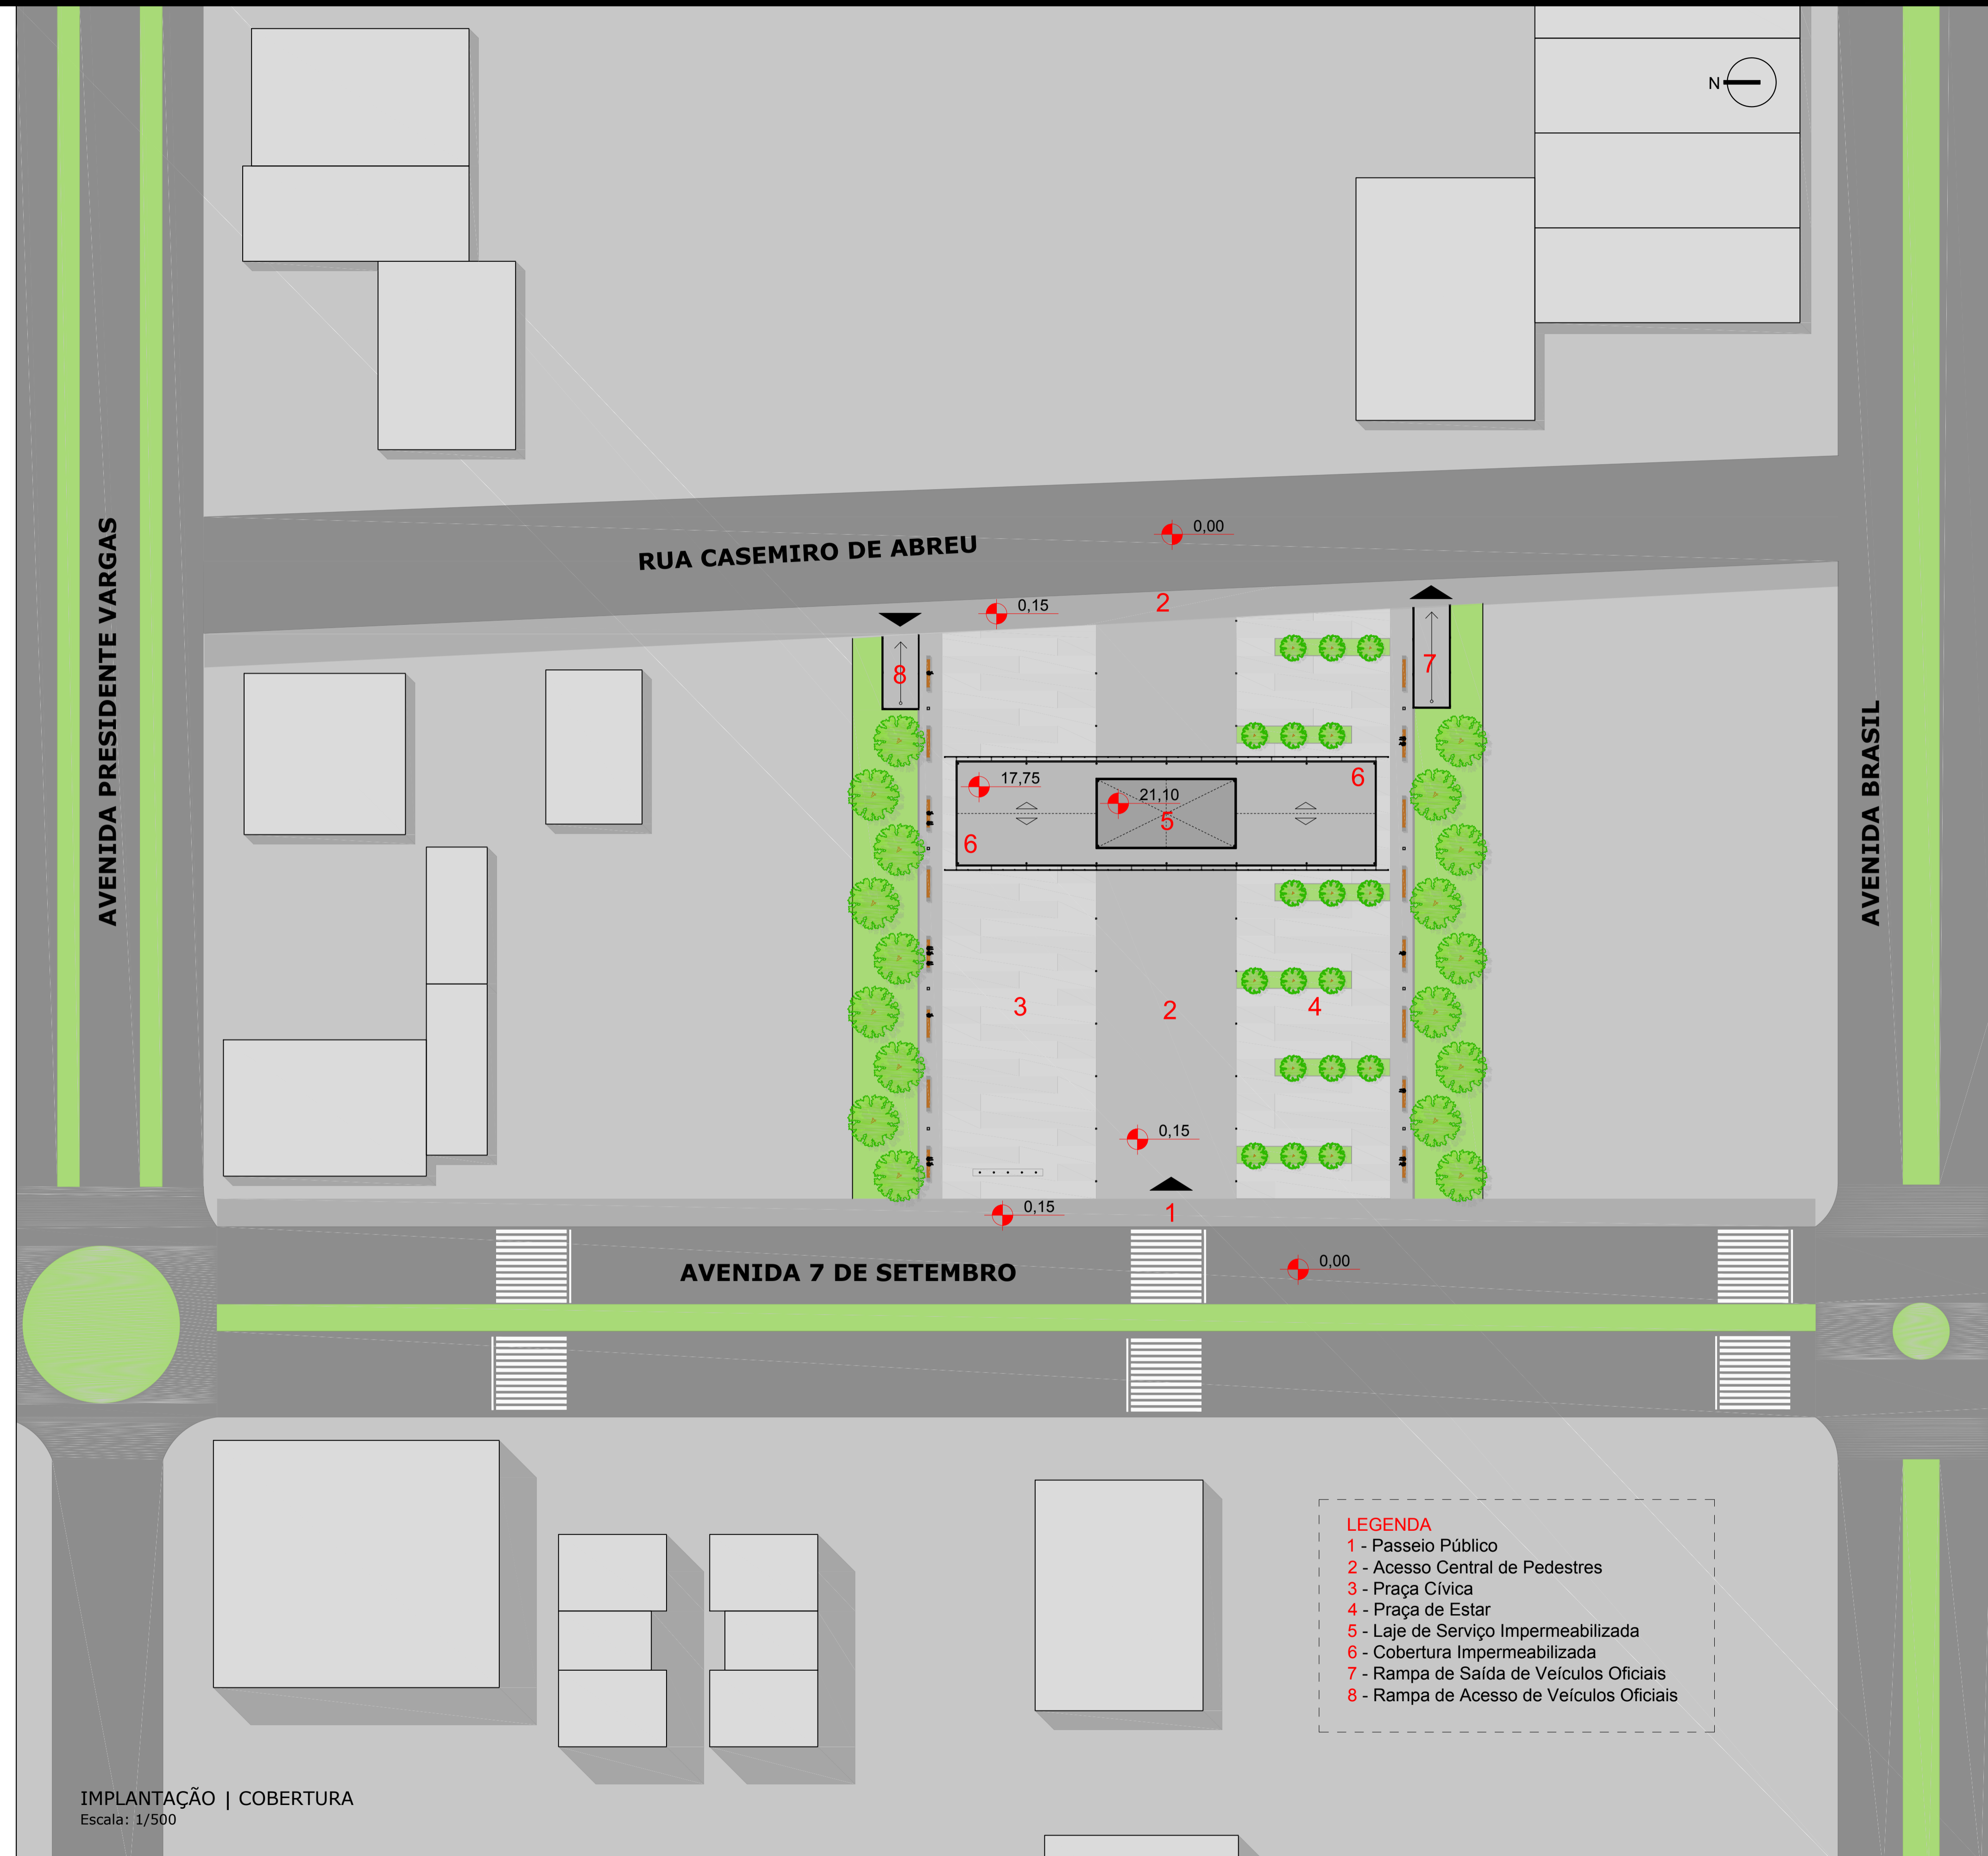 N
0,00
RUA CASEMIRO DE ABREU
0,15
2
8
7
AVENIDA PRESIDENTE VARGAS
AVENIDA BRASIL
17,75
6
21,10
5
6
3
2
4
0,15
0,15
1
AVENIDA 7 DE SETEMBRO
0,00
LEGENDA
1 - Passeio Público
2 - Acesso Central de Pedestres
3 - Praça Cívica
4 - Praça de Estar
5 - Laje de Serviço Impermeabilizada
6 - Cobertura Impermeabilizada
7 - Rampa de Saída de Veículos Oficiais
8 - Rampa de Acesso de Veículos Oficiais
IMPLANTAÇÃO | COBERTURA
Escala: 1/500